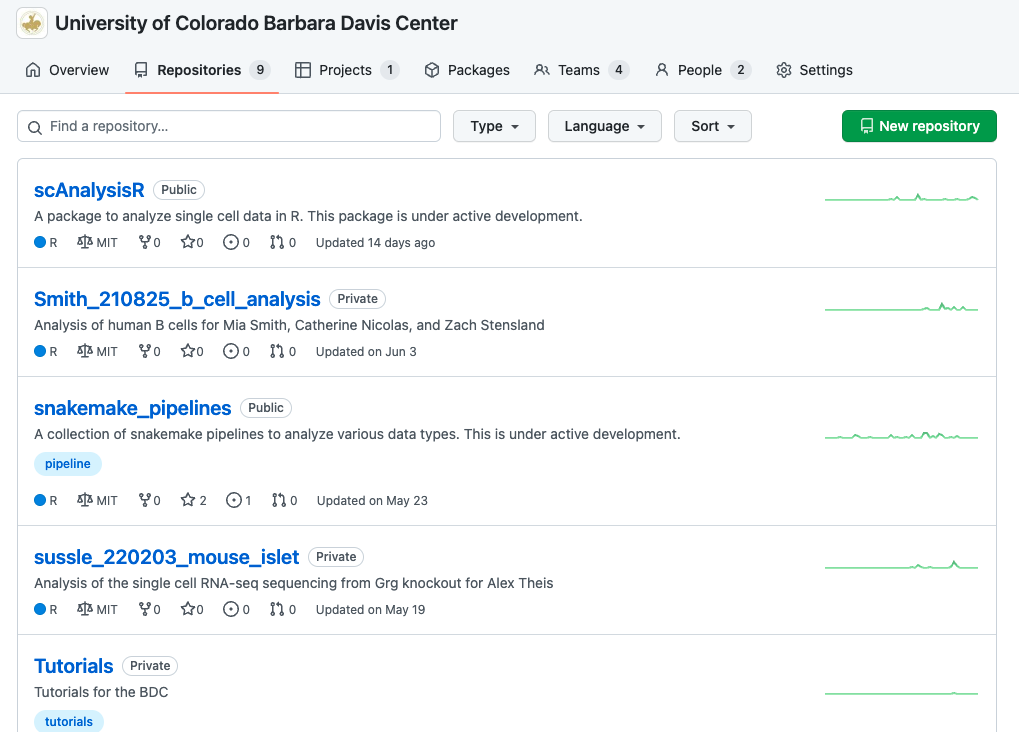 University of Colorado Barbara Davis Center
Overview Repositories 9 Projects 1 Packages Teams 4 People 2 Settings
Find a repository... Type Language Sort New repository
scAnalysisR Public
A package to analyze single cell data in R. This package is under active development.
R MIT 0 0 0 0 Updated 14 days ago
Smith_210825_b_cell_analysis Private
Analysis of human B cells for Mia Smith, Catherine Nicolas, and Zach Stensland
R MIT 0 0 0 0 Updated on Jun 3
snakemake_pipelines Public
A collection of snakemake pipelines to analyze various data types. This is under active development.
pipeline
R MIT 0 2 1 0 Updated on May 23
sussle_220203_mouse_islet Private
Analysis of the single cell RNA-seq sequencing from Grg knockout for Alex Theis
R MIT 0 0 0 0 Updated on May 19
Tutorials Private
Tutorials for the BDC
tutorials